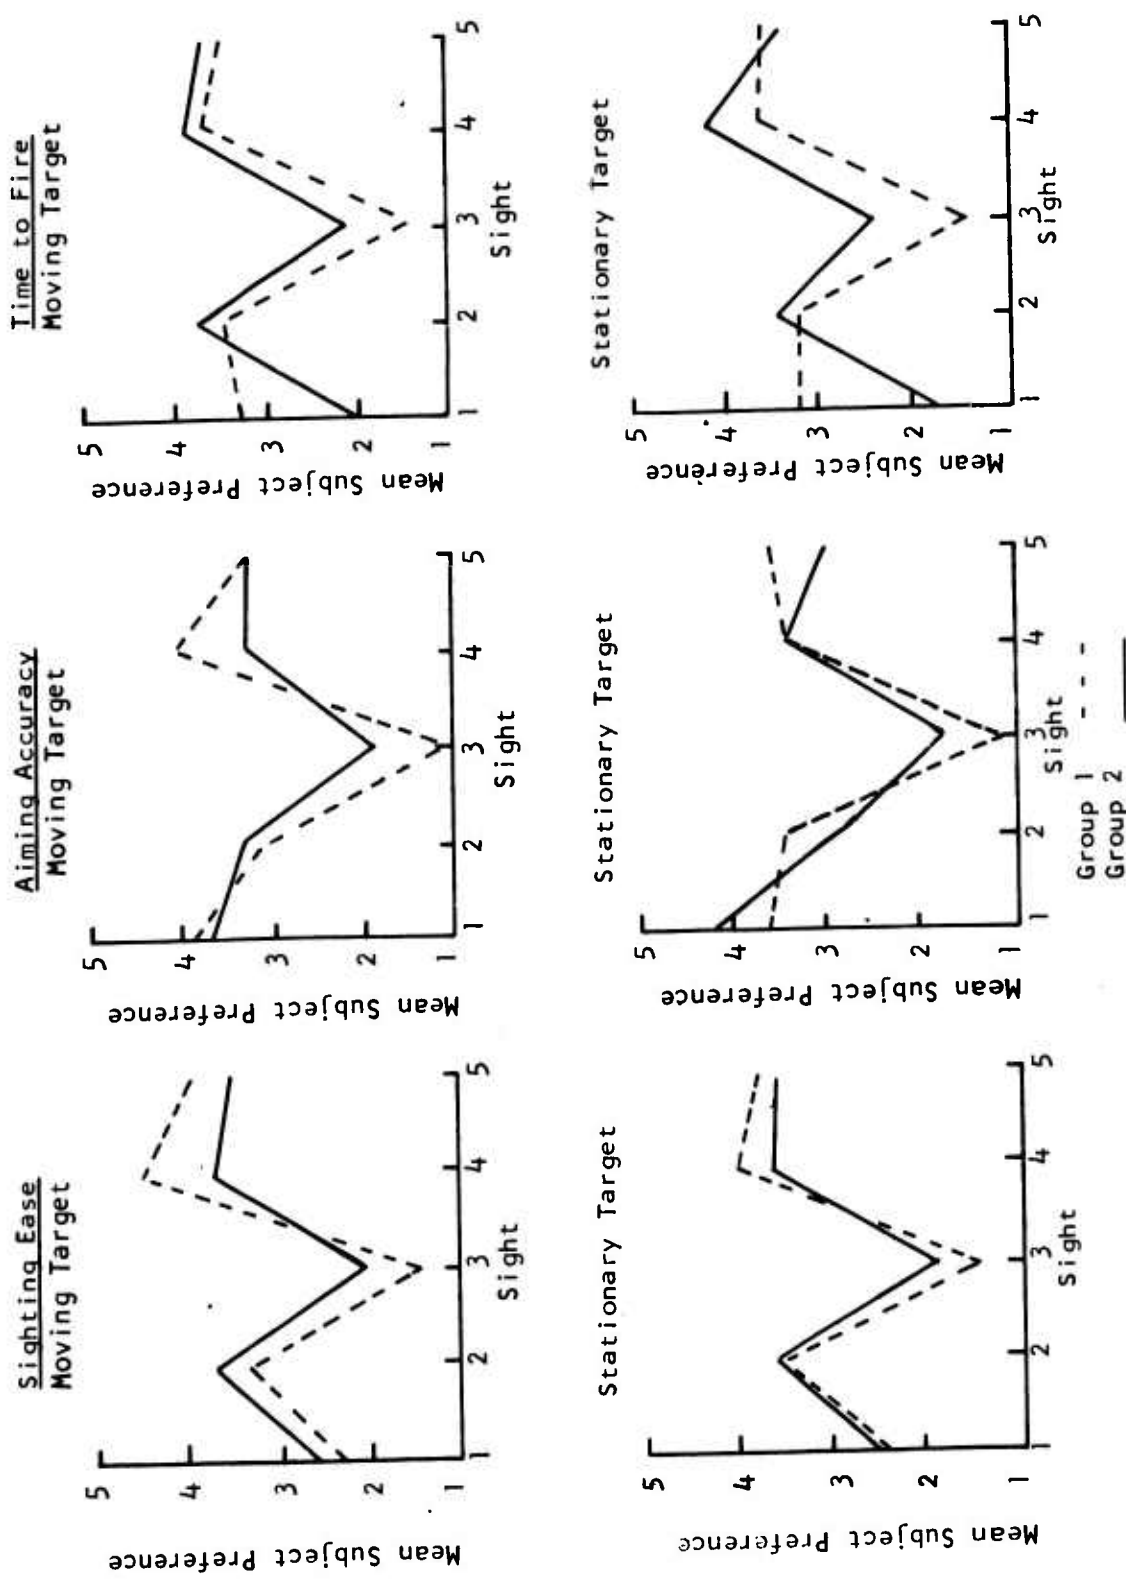 Sighting Ease
Moving Target
Mean Subject Preference
5
4
3
2
1
1 2 3 4 5
Sight
Aiming Accuracy
Moving Target
Mean Subject Preference
5
4
3
2
1
1 2 3 4 5
Sight
Time to Fire
Moving Target
Mean Subject Preference
5
4
3
2
1
1 2 3 4 5
Sight
Stationary Target
Mean Subject Preference
5
4
3
2
1
1 2 3 4 5
Sight
Stationary Target
Mean Subject Preference
5
4
3
2
1
1 2 3 4 5
Sight
Stationary Target
Mean Subject Preference
5
4
3
2
1
1 2 3 4 5
Sight
Group 1
Group 2